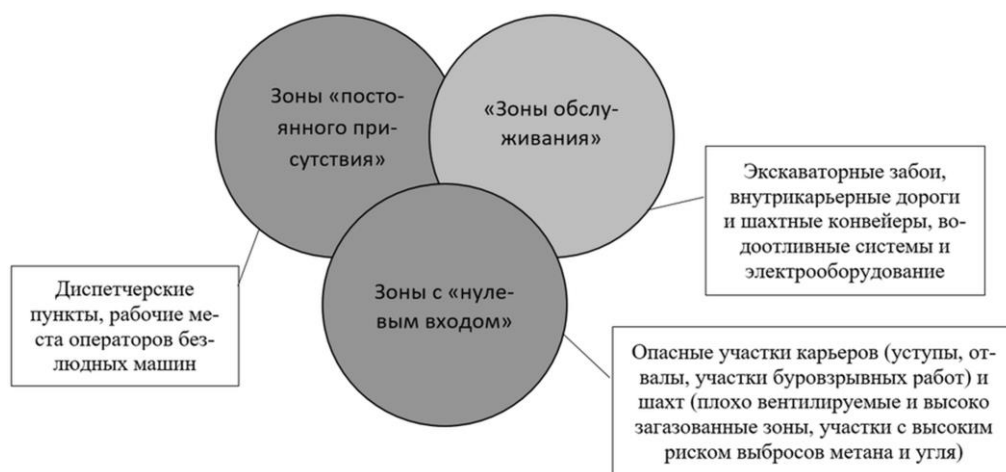 Зоны «посто-
янного при-
сутствия»
«Зоны обслу-
живания»
Экскаваторные забои,
внутрикарьерные дороги
и шахтные конвейеры, во-
доотливные системы и
электрооборудование
Зоны с «нуле-
вым входом»
Диспетчерские
пункты, рабочие ме-
ста операторов без-
людных машин
Опасные участки карьеров (уступы, от-
валы, участки буровзрывных работ) и
шахт (плохо вентилируемые и высоко
загазованные зоны, участки с высоким
риском выбросов метана и угля)